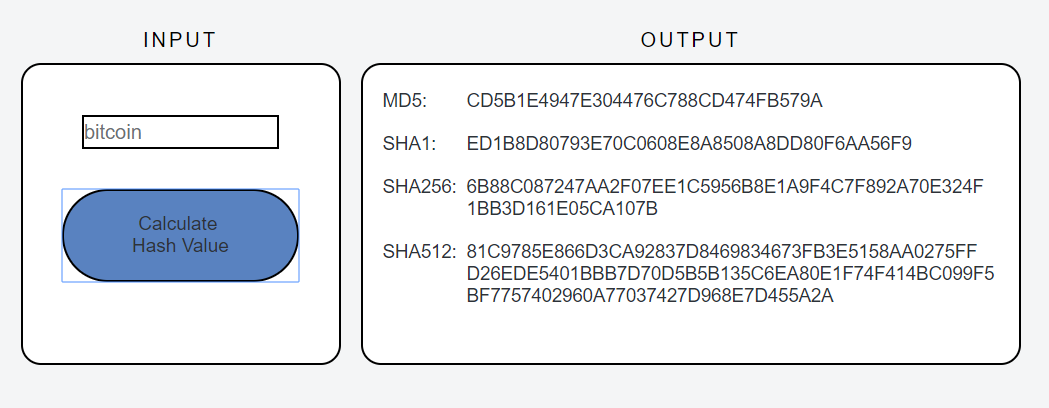 INPUT
OUTPUT
bitcoin
Calculate
Hash Value
MD5: CD5B1E4947E304476C788CD474FB579A
SHA1: ED1B8D80793E70C0608E8A8508A8DD80F6AA56F9
SHA256: 6B88C087247AA2F07EE1C5956B8E1A9F4C7F892A70E324F
1BB3D161E05CA107B
SHA512: 81C9785E866D3CA92837D8469834673FB3E5158AA0275FF
D26EDE5401BBB7D70D5B5B135C6EA80E1F74F414BC099F5
BF7757402960A77037427D968E7D455A2A